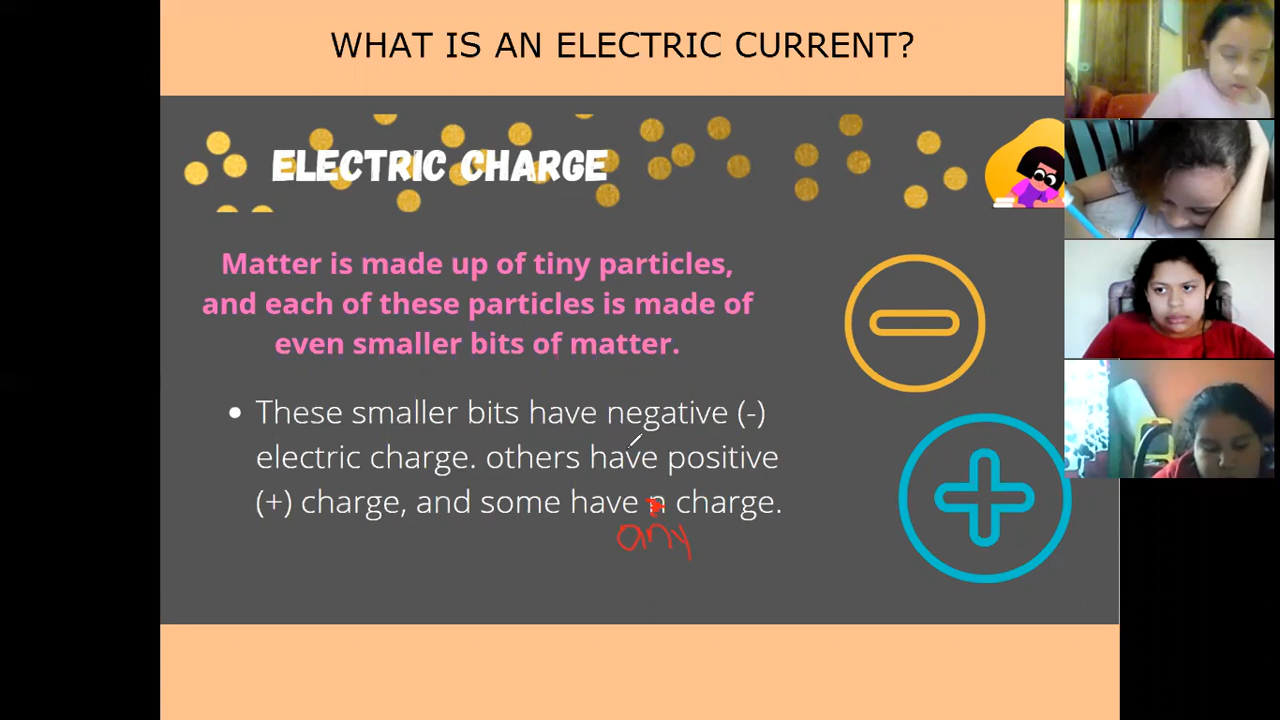 WHAT IS AN ELECTRIC CURRENT?
ELECTRIC CHARGE
Matter is made up of tiny particles,
and each of these particles is made of
even smaller bits of matter.
These smaller bits have negative (-)
electric charge. others have positive
(+) charge, and some have n charge.
any